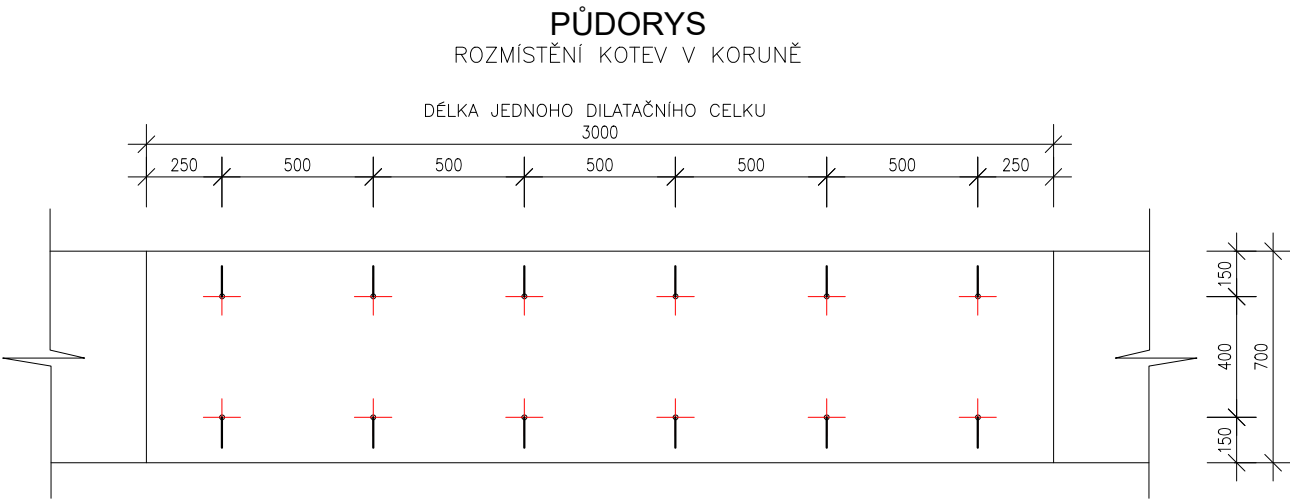 PŮDORYS
ROZMÍSTĚNÍ KOTEV V KORUNĚ
DÉLKA JEDNOHO DILATAČNÍHO CELKU
3000
250 500 500 500 500 500 250
150
400
700
150